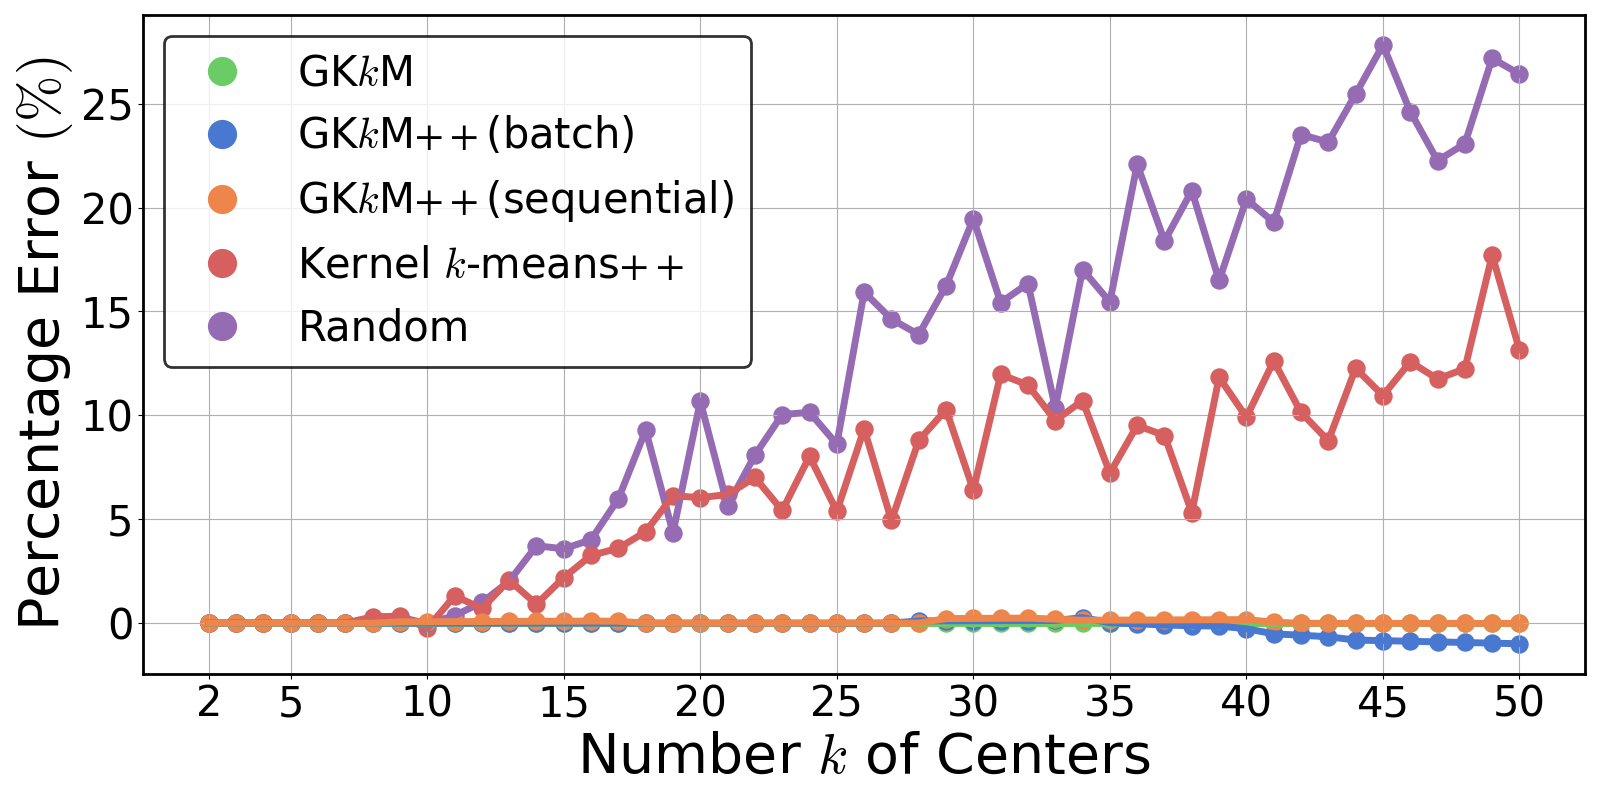 GKkM
GKkM++(batch)
GKkM++(sequential)
Kernel k-means++
Random
Percentage Error (%)
25
20
15
10
5
0
2 5 10 15 20 25 30 35 40 45 50
Number k of Centers